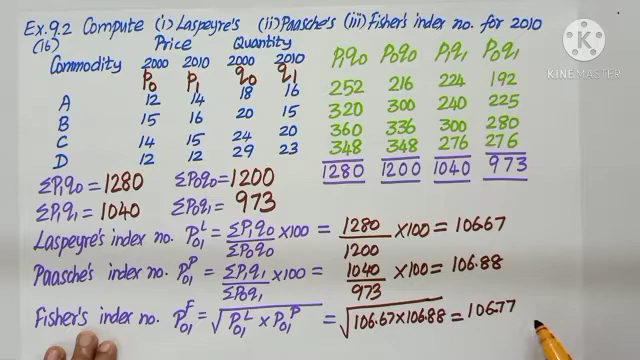 Ex.9.2 Compute (i) Laspeyre's (ii) Paasche's (iii) Fisher's index no. for 2010
(16)
Price Quantity P₁q₀ P₀q₀ P₁q₁ P₀q₁
Commodity 2000 2010 2000 2010
P₀ P₁ q₀ q₁ 252 216 224 192
A 12 14 18 16
320 300 240 225
B 15 16 20 15
360 336 300 280
C 14 15 24 20
348 348 276 276
D 12 12 29 23
1280 1200 1040 973
ΣP₁q₀ = 1280 ΣP₀q₀ = 1200
ΣP₁q₁ = 1040 ΣP₀q₁ = 973
Laspeyre's index no. P₀₁ᴸ = ΣP₁q₀/ΣP₀q₀ ×100 = 1280/1200 ×100 = 106.67
Paasche's index no. P₀₁ᴾ = ΣP₁q₁/ΣP₀q₁ ×100 = 1040/973 ×100 = 106.88
Fisher's index no. P₀₁ᶠ = √P₀₁ᴸ × P₀₁ᴾ = √106.67×106.88 = 106.77
K
KINEMASTER